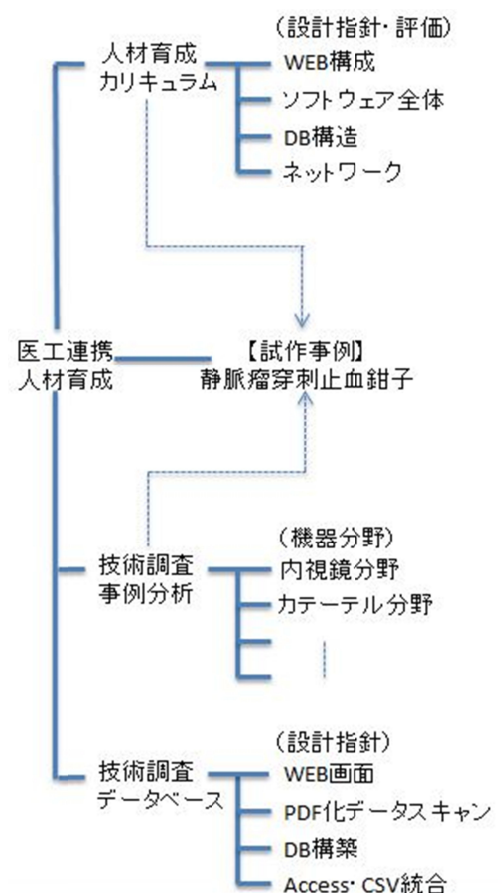 (設計指針・評価)
人材育成
カリキュラム
WEB構成
ソフトウェア全体
DB構造
ネットワーク
医工連携
人材育成
【試作事例】
静脈瘤穿刺止血鉗子
技術調査
事例分析
(機器分野)
内視鏡分野
カテーテル分野
技術調査
データベース
(設計指針)
WEB画面
PDF化データスキャン
DB構築
Access・CSV統合